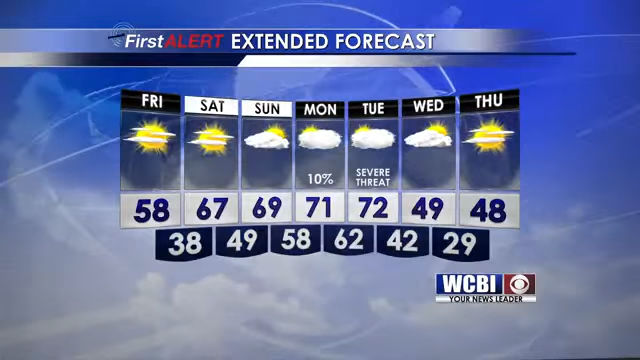 FirstALERT EXTENDED FORECAST
FRI SAT SUN MON TUE WED THU
10% SEVERE THREAT
58 67 69 71 72 49 48
38 49 58 62 42 29
WCBI
YOUR NEWS LEADER